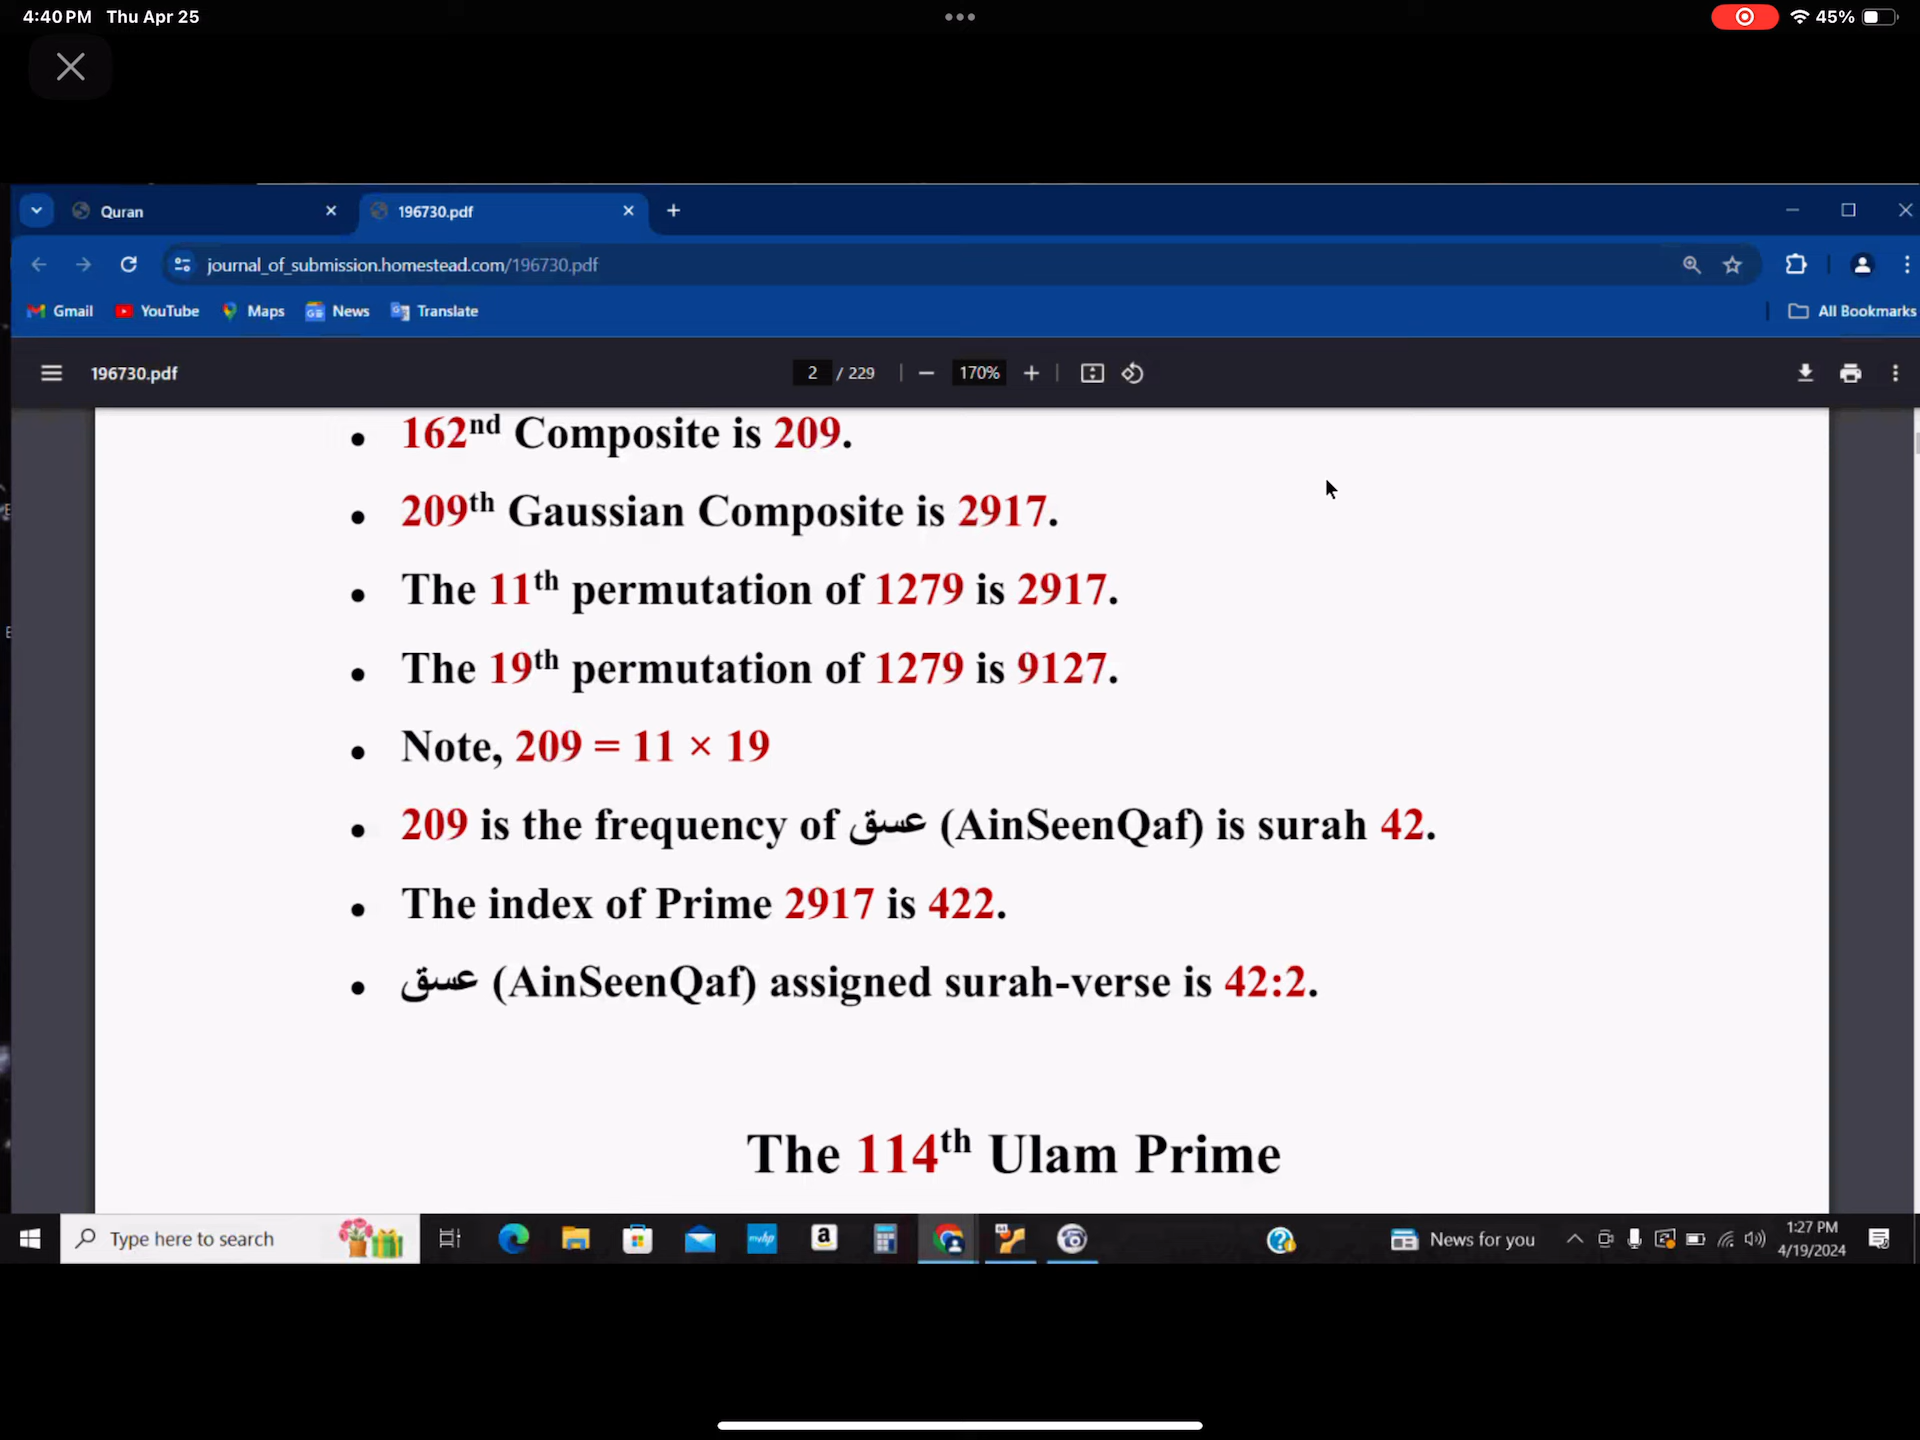 4:40 PM Thu Apr 25
45%
Quran
196730.pdf
journal_of_submission.homestead.com/196730.pdf
Gmail YouTube Maps News Translate
All Bookmarks
196730.pdf 2 / 229 170%
• 162nd Composite is 209.
• 209th Gaussian Composite is 2917.
• The 11th permutation of 1279 is 2917.
• The 19th permutation of 1279 is 9127.
• Note, 209 = 11 × 19
• 209 is the frequency of عسق (AinSeenQaf) is surah 42.
• The index of Prime 2917 is 422.
• عسق (AinSeenQaf) assigned surah-verse is 42:2.
The 114th Ulam Prime
Type here to search
News for you
1:27 PM
4/19/2024